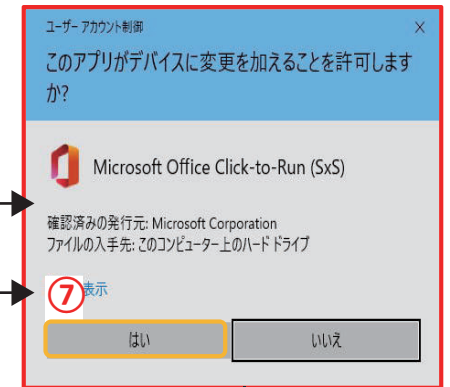 ユーザー アカウント制御
このアプリがデバイスに変更を加えることを許可します
か?
Microsoft Office Click-to-Run (SxS)
確認済みの発行元: Microsoft Corporation
ファイルの入手先: このコンピューター上のハード ドライブ
⑦表示
はい
いいえ